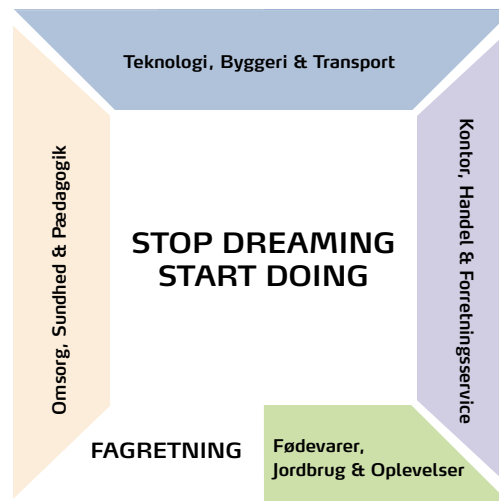 Teknologi, Byggeri & Transport
Omsorg, Sundhed & Pædagogik
Kontor, Handel & Forretningsservice
STOP DREAMING
START DOING
FAGRETNING
Fødevarer,
Jordbrug & Oplevelser